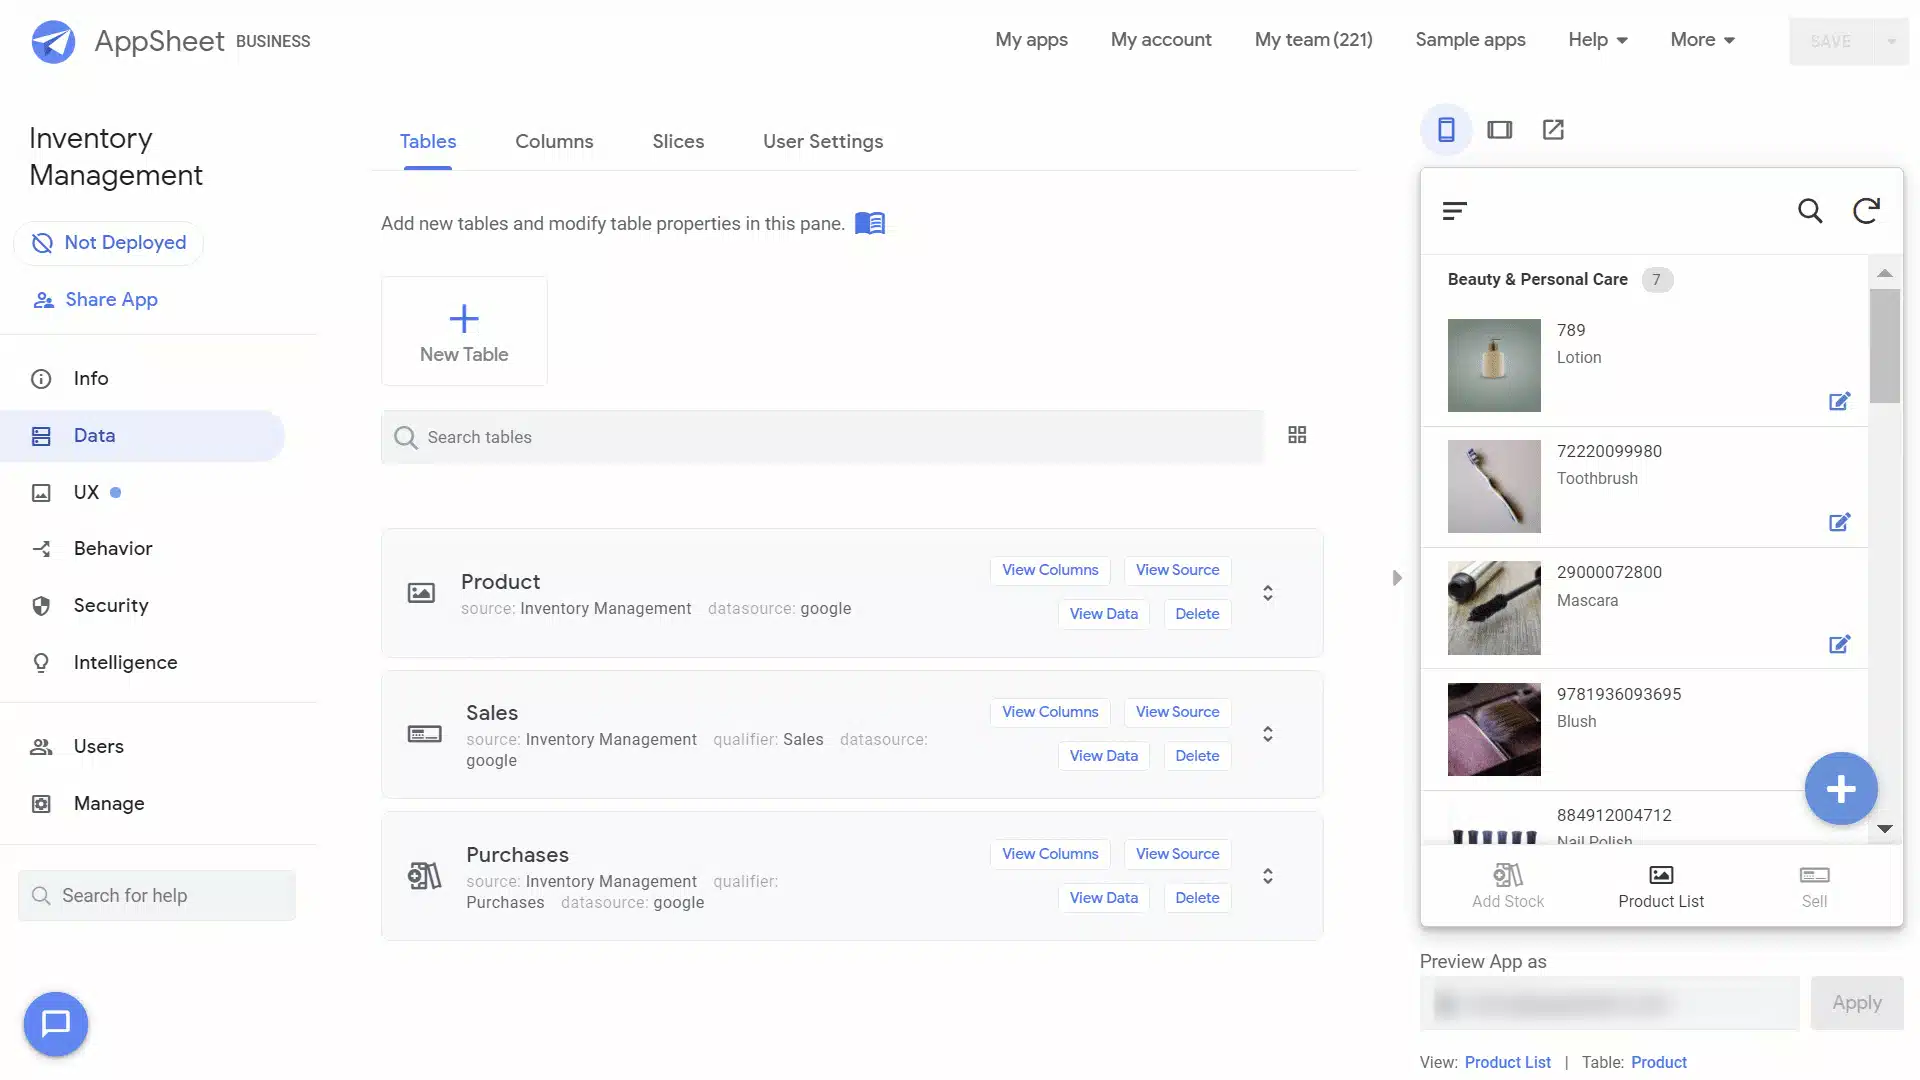 AppSheet BUSINESS
My apps My account My team (221) Sample apps Help More SAVE
Inventory
Management
Not Deployed
Share App
Info
Data
UX
Behavior
Security
Intelligence
Users
Manage
Search for help
Tables Columns Slices User Settings
Add new tables and modify table properties in this pane.
New Table
Search tables
Product
source: Inventory Management datasource: google
View Columns View Source
View Data Delete
Sales
source: Inventory Management qualifier: Sales datasource:
google
View Columns View Source
View Data Delete
Purchases
source: Inventory Management qualifier:
Purchases datasource: google
View Columns View Source
View Data Delete
Beauty & Personal Care 7
789
Lotion
72220099980
Toothbrush
29000072800
Mascara
9781936093695
Blush
884912004712
Nail Polish
Add Stock Product List Sell
Preview App as
Apply
View: Product List | Table: Product